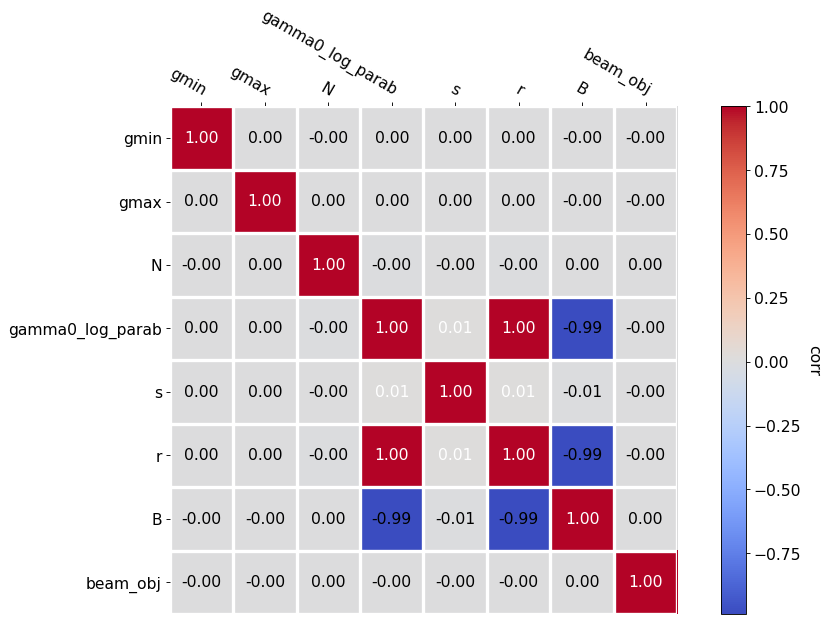 gmin gmax N gamma0_log_parab s r B beam_obj
gmin 1.00 0.00 -0.00 0.00 0.00 0.00 -0.00 -0.00
gmax 0.00 1.00 0.00 0.00 0.00 0.00 -0.00 -0.00
N -0.00 0.00 1.00 -0.00 -0.00 -0.00 0.00 0.00
gamma0_log_parab 0.00 0.00 -0.00 1.00 0.01 1.00 -0.99 -0.00
s 0.00 0.00 -0.00 0.01 1.00 0.01 -0.01 -0.00
r 0.00 0.00 -0.00 1.00 0.01 1.00 -0.99 -0.00
B -0.00 -0.00 0.00 -0.99 -0.01 -0.99 1.00 0.00
beam_obj -0.00 -0.00 0.00 -0.00 -0.00 -0.00 0.00 1.00
1.00
0.75
0.50
0.25
0.00
−0.25
−0.50
−0.75
corr